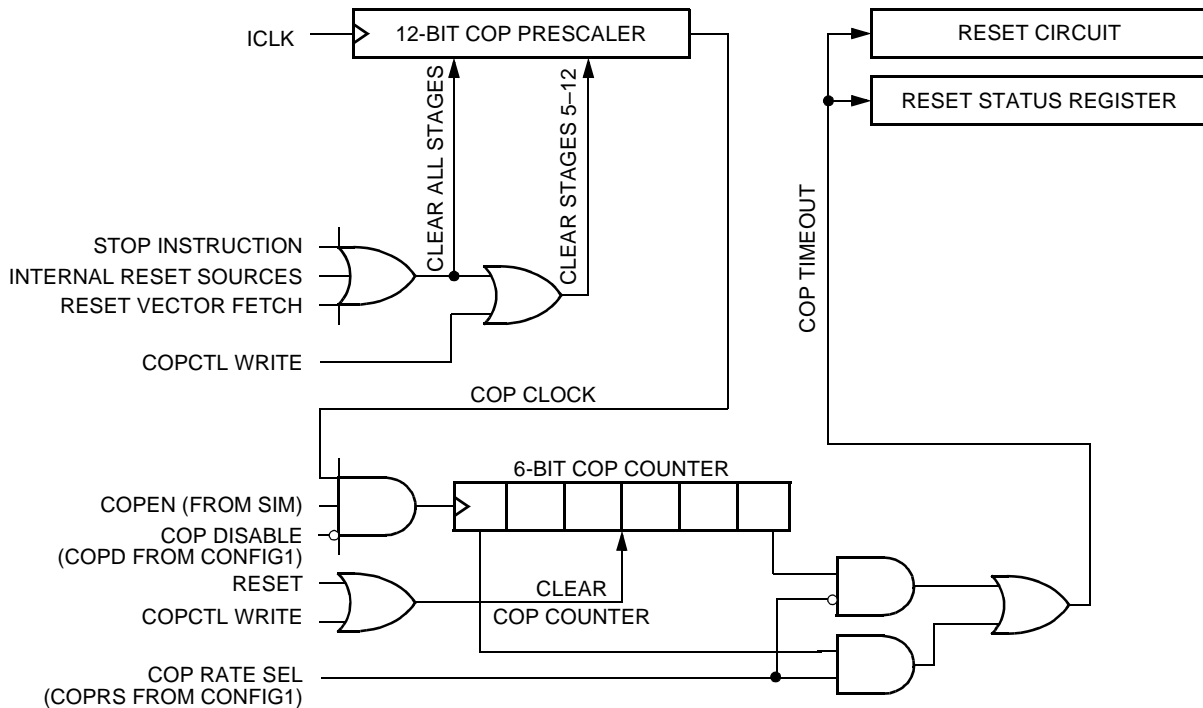 ICLK
12-BIT COP PRESCALER
RESET CIRCUIT
RESET STATUS REGISTER
CLEAR ALL STAGES
CLEAR STAGES 5–12
COP TIMEOUT
STOP INSTRUCTION
INTERNAL RESET SOURCES
RESET VECTOR FETCH
COPCTL WRITE
COP CLOCK
6-BIT COP COUNTER
COPEN (FROM SIM)
COP DISABLE
(COPD FROM CONFIG1)
RESET
COPCTL WRITE
CLEAR
COP COUNTER
COP RATE SEL
(COPRS FROM CONFIG1)